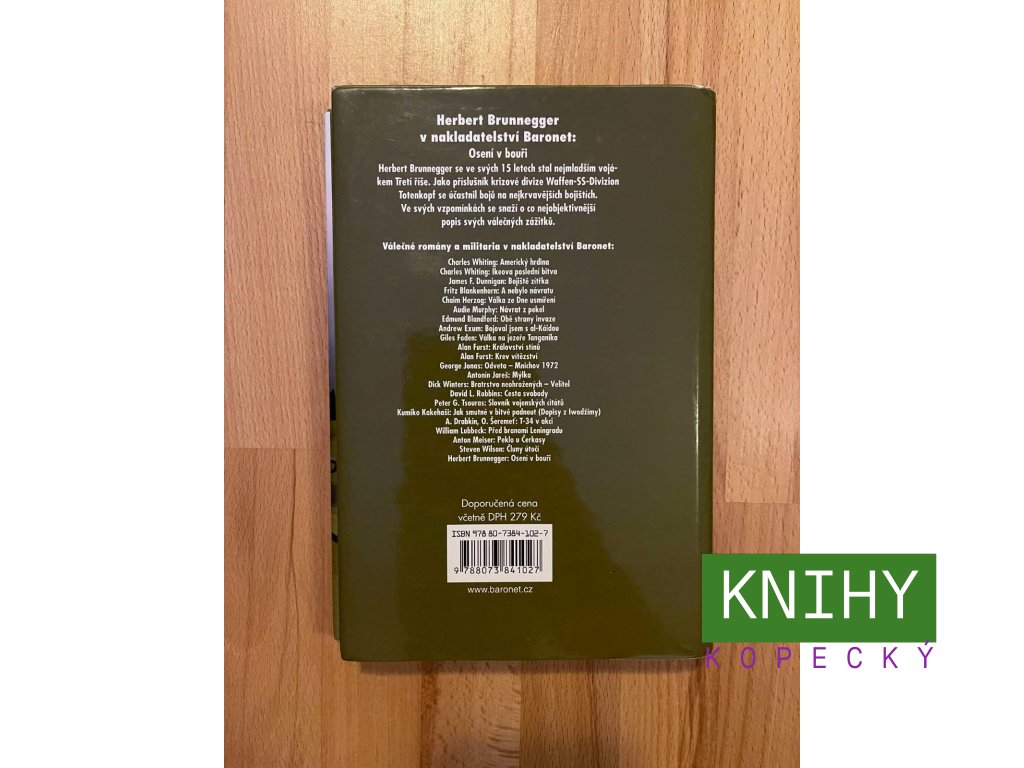 Herbert Brunnegger
v nakladatelství Baronet:
Osení v bouři
Herbert Brunnegger se ve svých 15 letech stal nejmladším vojá-
kem Třetí říše. Jako příslušník krizové divize Waffen-SS-Divizion
Totenkopf se účastnil bojů na nejkrvavějších bojištích.
Ve svých vzpomínkách se snaží o co nejobjektivnější
popis svých válečných zážitků.
Válečné romány a militaria v nakladatelství Baronet:
Charles Whiting: Americký hrdina
Charles Whiting: Ikeova poslední bitva
James F. Dunnigan: Bojiště zítřka
Fritz Blankenhorn: A nebylo návratu
Chaim Herzog: Válka ze Dne usmíření
Audie Murphy: Návrat z pekel
Edmund Blandford: Obě strany invaze
Andrew Exum: Bojoval jsem s al-Káidou
Giles Foden: Válka na jezeře Tanganika
Alan Furst: Království stínů
Alan Furst: Krev vítězství
George Jonas: Odveta – Mnichov 1972
Antonín Jareš: Mýlka
Dick Winters: Bratrstvo neohrožených – Velitel
David L. Robbins: Cesta svobody
Peter G. Tsouras: Slovník vojenských citátů
Kumiko Kakehaši: Jak smutné v bitvě padnout (Dopisy z Iwodžimy)
A. Drabkin, O. Šeremeť: T-34 v akci
William Lubbeck: Před branami Leningradu
Anton Meiser: Peklo u Čerkasy
Steven Wilson: Čluny útočí
Herbert Brunnegger: Osení v bouři
Doporučená cena
včetně DPH 279 Kč
ISBN 978 80-7384-102-7
9 788073 841027
www.baronet.cz
KNIHY
KOPECKÝ